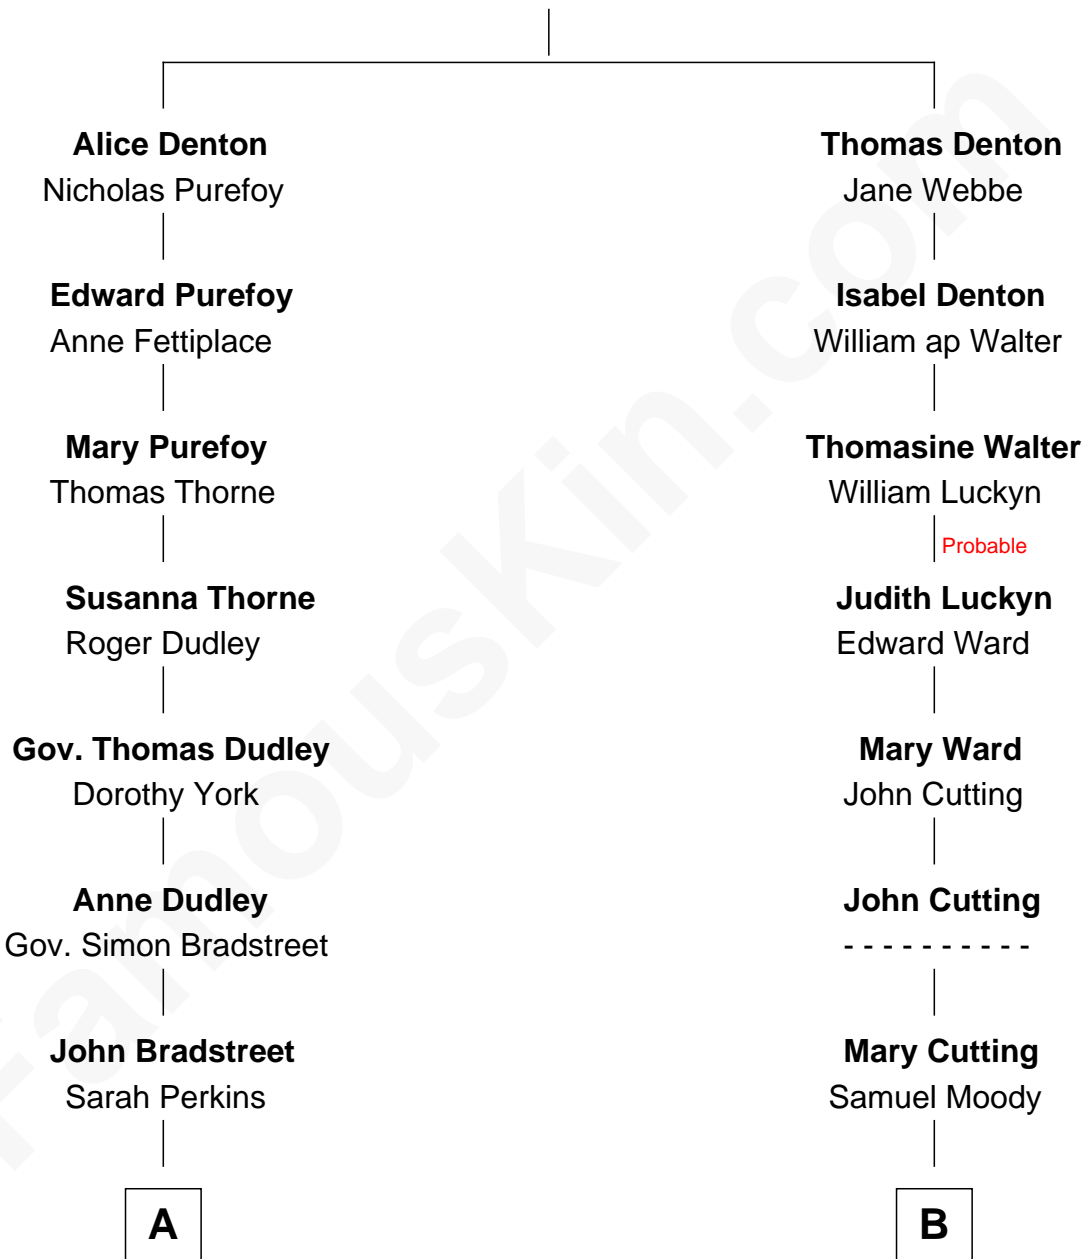 Alice Denton
Nicholas Purefoy
Edward Purefoy
Anne Fettiplace
Mary Purefoy
Thomas Thorne
Susanna Thorne
Roger Dudley
Gov. Thomas Dudley
Dorothy York
Anne Dudley
Gov. Simon Bradstreet
John Bradstreet
Sarah Perkins
A
Thomas Denton
Jane Webbe
Isabel Denton
William ap Walter
Thomasine Walter
William Luckyn
Probable
Judith Luckyn
Edward Ward
Mary Ward
John Cutting
John Cutting
- - - - - - - - - -
Mary Cutting
Samuel Moody
B
FamousKin.com